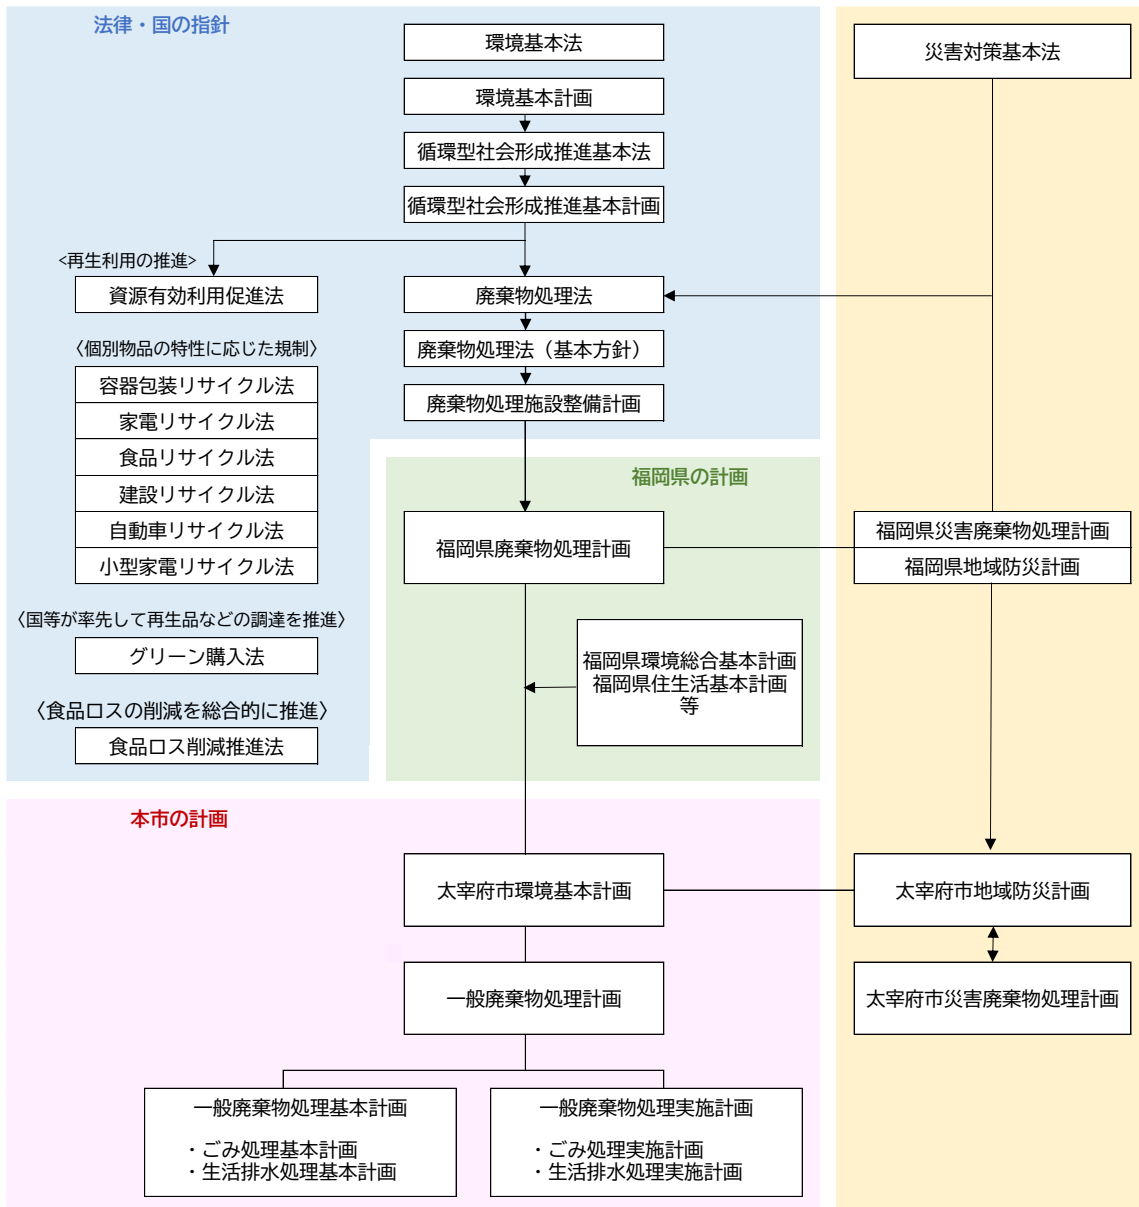 法律・国の指針
環境基本法
環境基本計画
循環型社会形成推進基本法
循環型社会形成推進基本計画
<再生利用の推進>
資源有効利用促進法
廃棄物処理法
廃棄物処理法（基本方針）
廃棄物処理施設整備計画
〈個別物品の特性に応じた規制〉
容器包装リサイクル法
家電リサイクル法
食品リサイクル法
建設リサイクル法
自動車リサイクル法
小型家電リサイクル法
〈国等が率先して再生品などの調達を推進〉
グリーン購入法
〈食品ロスの削減を総合的に推進〉
食品ロス削減推進法
福岡県の計画
福岡県廃棄物処理計画
福岡県環境総合基本計画
福岡県住生活基本計画
等
本市の計画
太宰府市環境基本計画
一般廃棄物処理計画
一般廃棄物処理基本計画
・ごみ処理基本計画
・生活排水処理基本計画
一般廃棄物処理実施計画
・ごみ処理実施計画
・生活排水処理実施計画
災害対策基本法
福岡県災害廃棄物処理計画
福岡県地域防災計画
太宰府市地域防災計画
太宰府市災害廃棄物処理計画